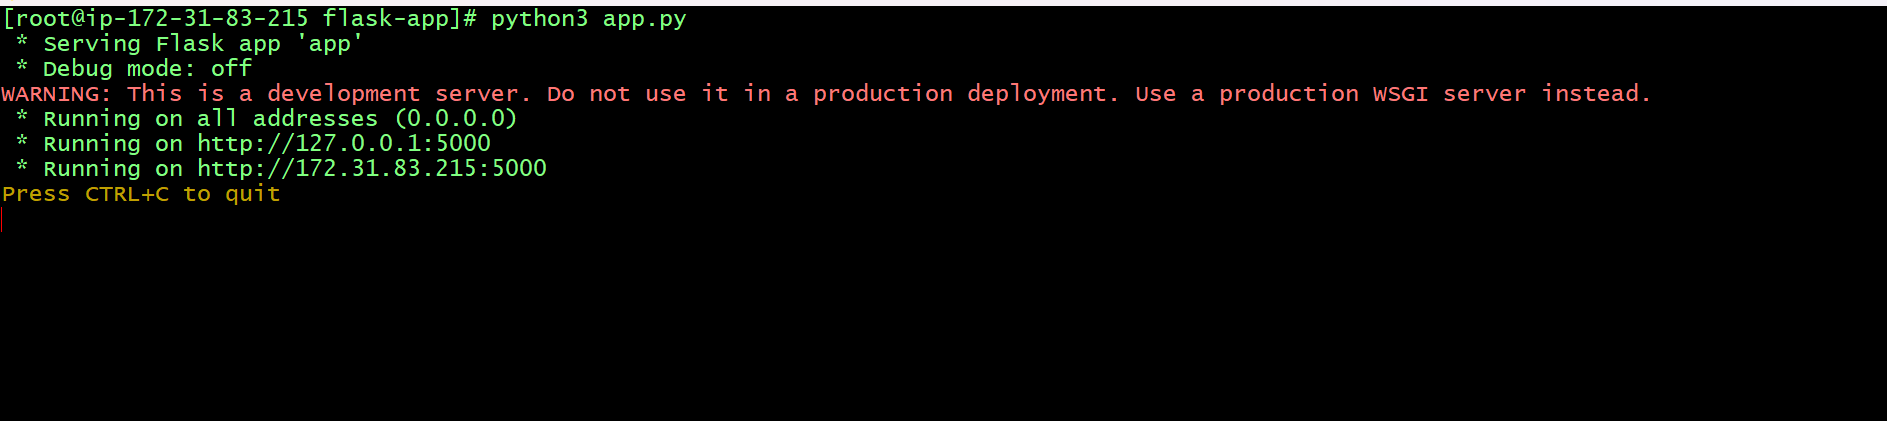 [root@ip-172-31-83-215 flask-app]# python3 app.py
 * Serving Flask app 'app'
 * Debug mode: off
WARNING: This is a development server. Do not use it in a production deployment. Use a production WSGI server instead.
 * Running on all addresses (0.0.0.0)
 * Running on http://127.0.0.1:5000
 * Running on http://172.31.83.215:5000
Press CTRL+C to quit